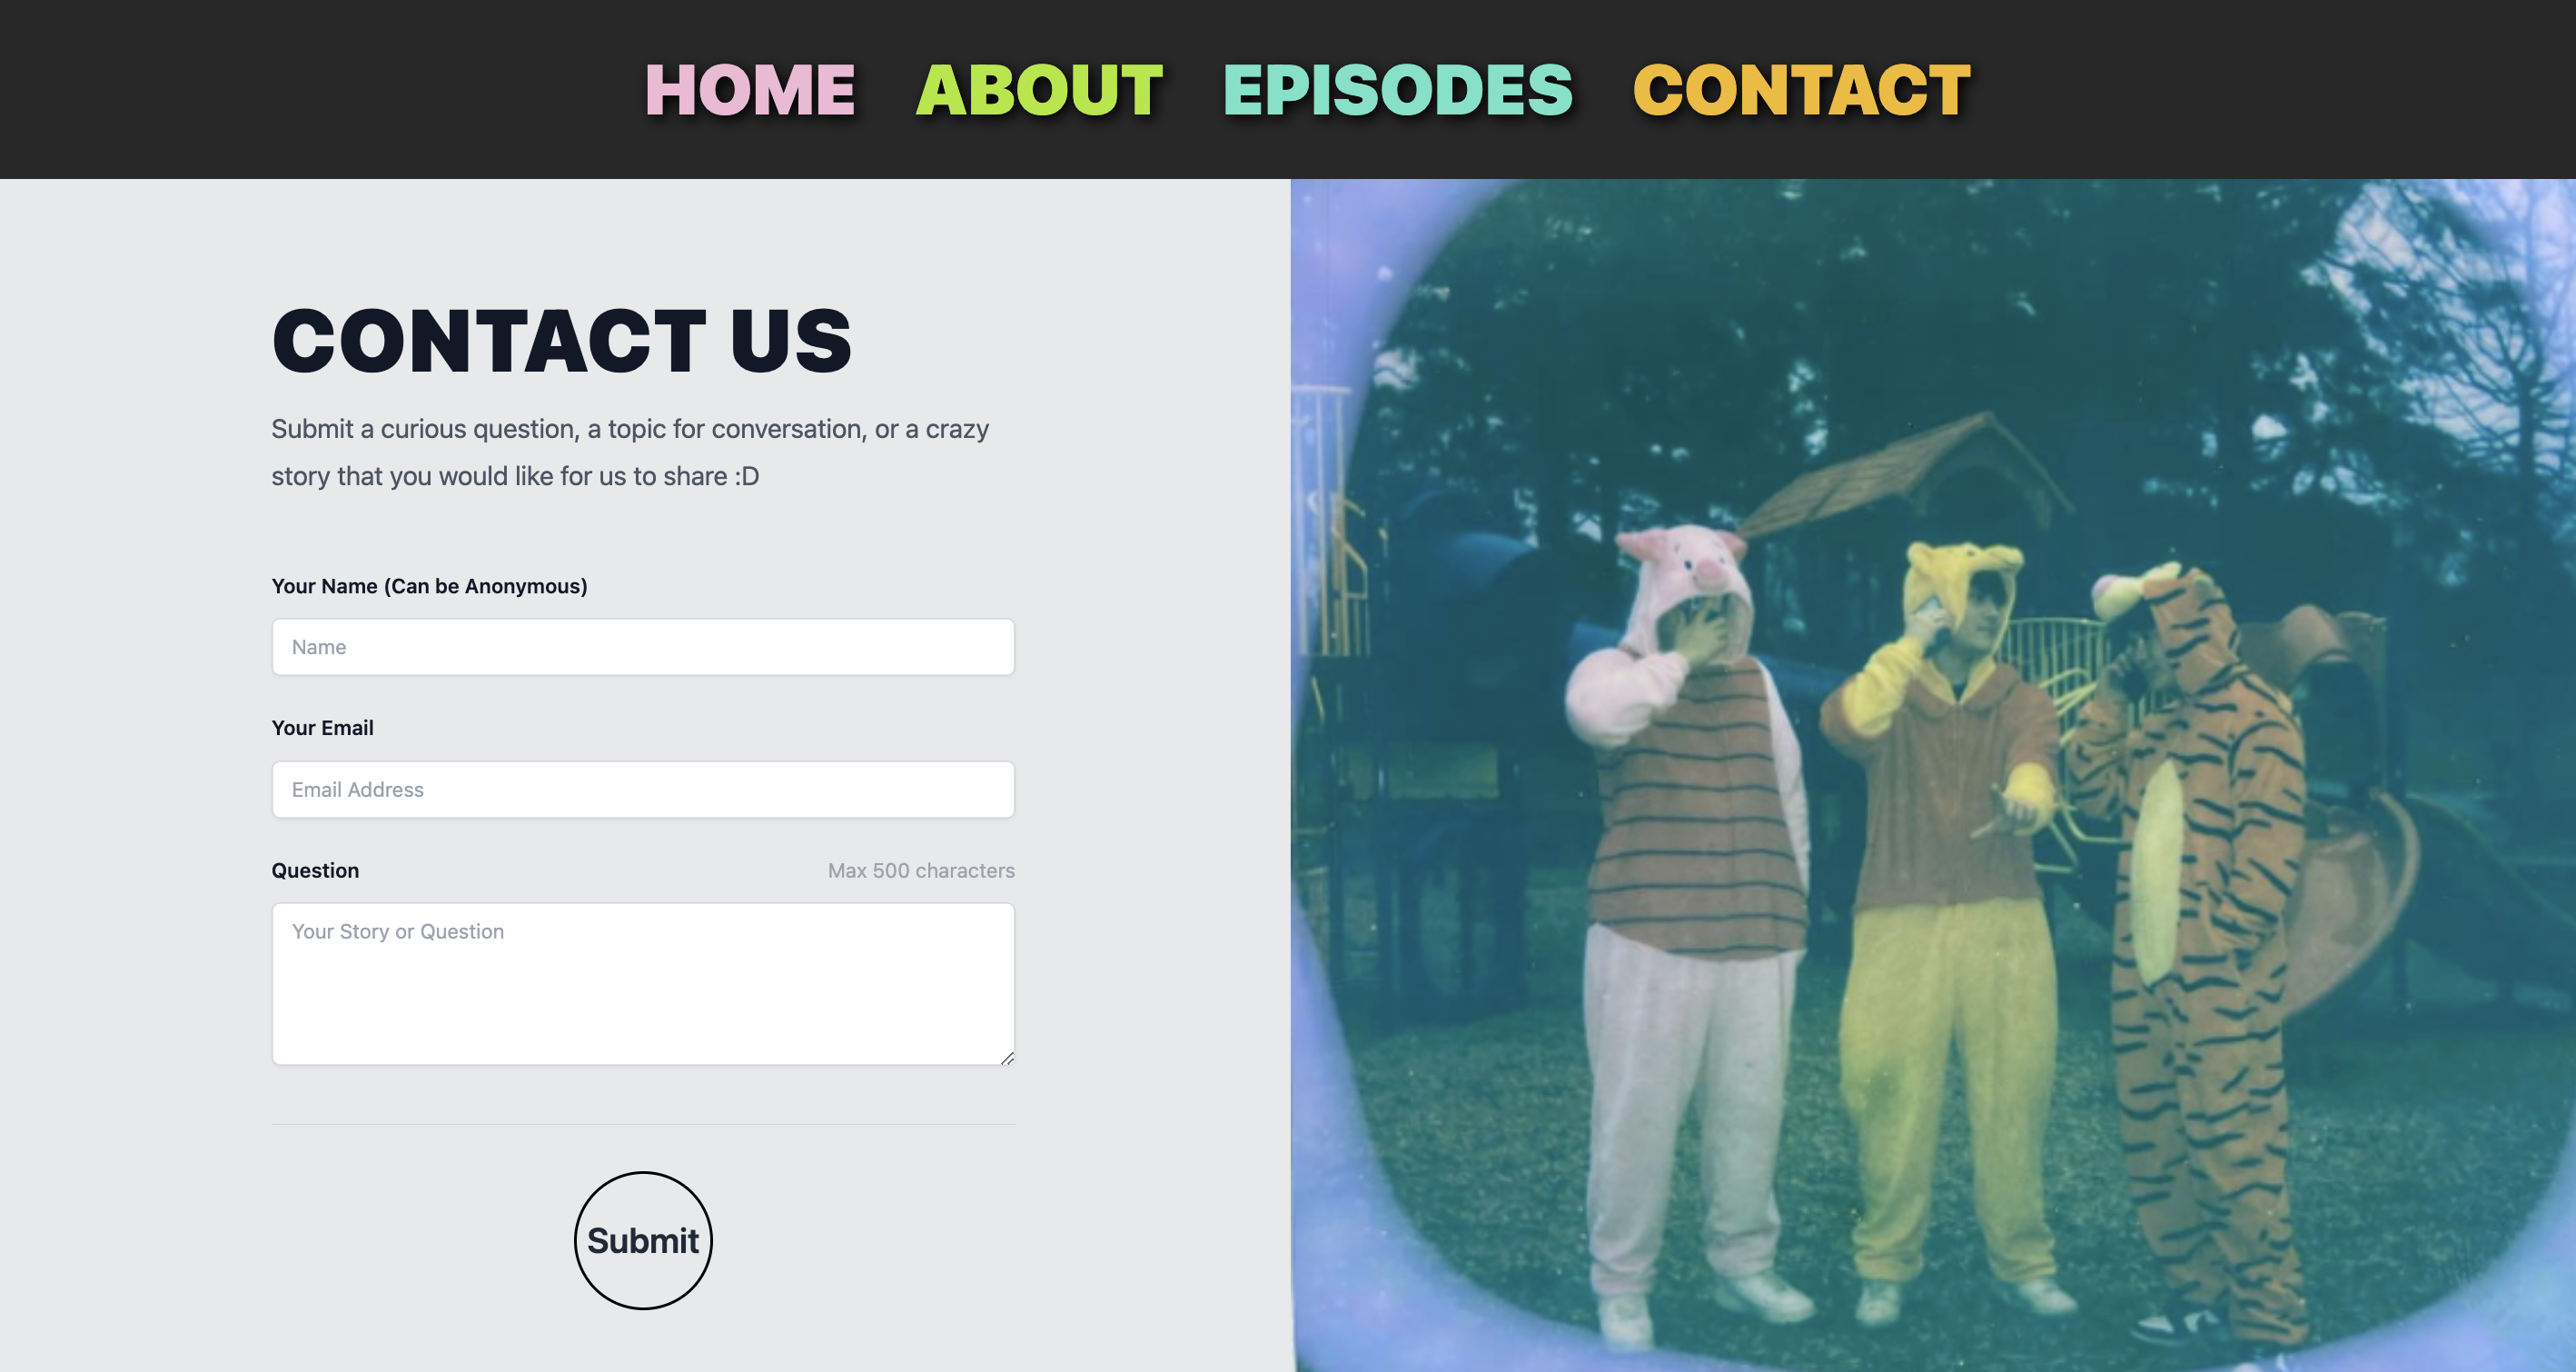 HOME ABOUT EPISODES CONTACT
CONTACT US
Submit a curious question, a topic for conversation, or a crazy
story that you would like for us to share :D
Your Name (Can be Anonymous)
Name
Your Email
Email Address
Question Max 500 characters
Your Story or Question
Submit